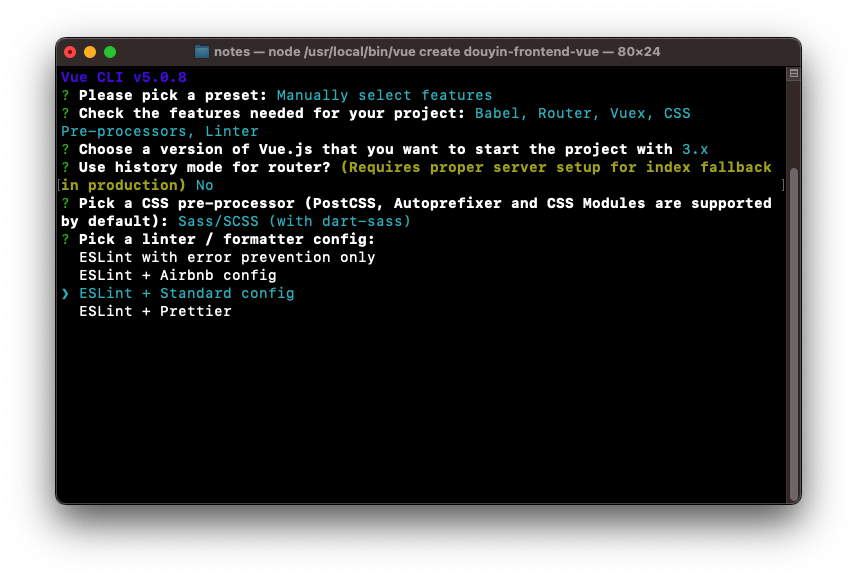 notes — node /usr/local/bin/vue create douyin-frontend-vue — 80×24
Vue CLI v5.0.8
? Please pick a preset: Manually select features
? Check the features needed for your project: Babel, Router, Vuex, CSS
Pre-processors, Linter
? Choose a version of Vue.js that you want to start the project with 3.x
? Use history mode for router? (Requires proper server setup for index fallback
[in production) No ]
? Pick a CSS pre-processor (PostCSS, Autoprefixer and CSS Modules are supported
by default): Sass/SCSS (with dart-sass)
? Pick a linter / formatter config:
ESLint with error prevention only
ESLint + Airbnb config
❯ ESLint + Standard config
ESLint + Prettier